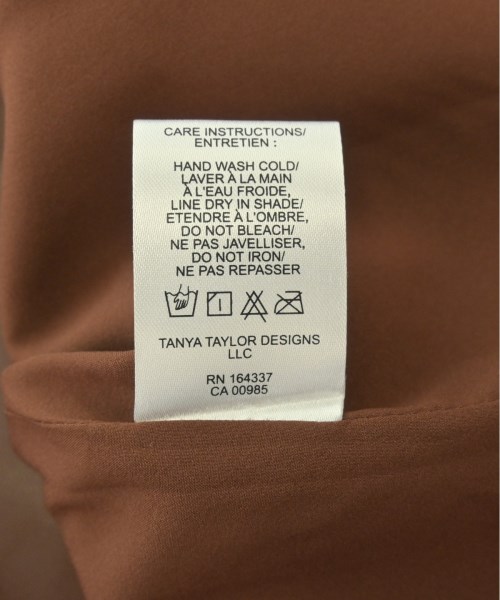 CARE INSTRUCTIONS/
ENTRETIEN :
HAND WASH COLD/
LAVER À LA MAIN
À L'EAU FROIDE,
LINE DRY IN SHADE/
ETENDRE À L'OMBRE,
DO NOT BLEACH/
NE PAS JAVELLISER,
DO NOT IRON/
NE PAS REPASSER
TANYA TAYLOR DESIGNS
LLC
RN 164337
CA 00985